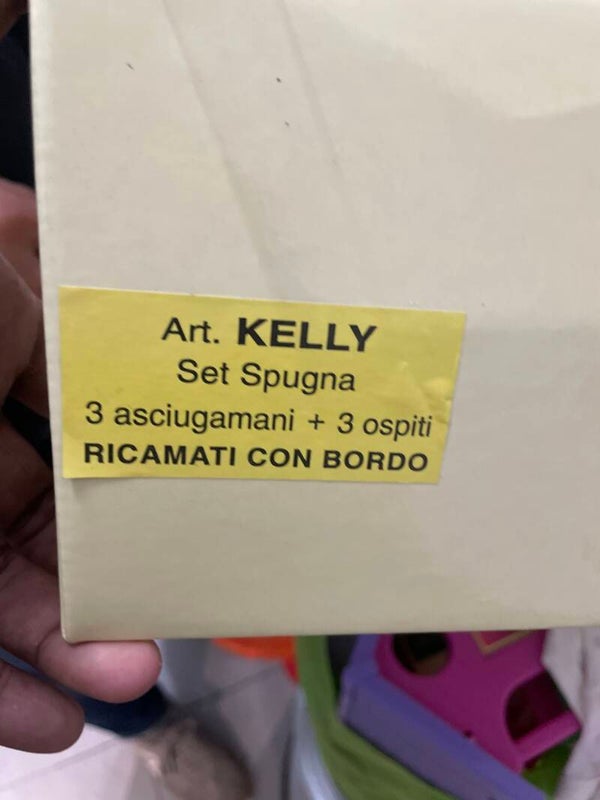 Art. KELLY
Set Spugna
3 asciugamani + 3 ospiti
RICAMATI CON BORDO